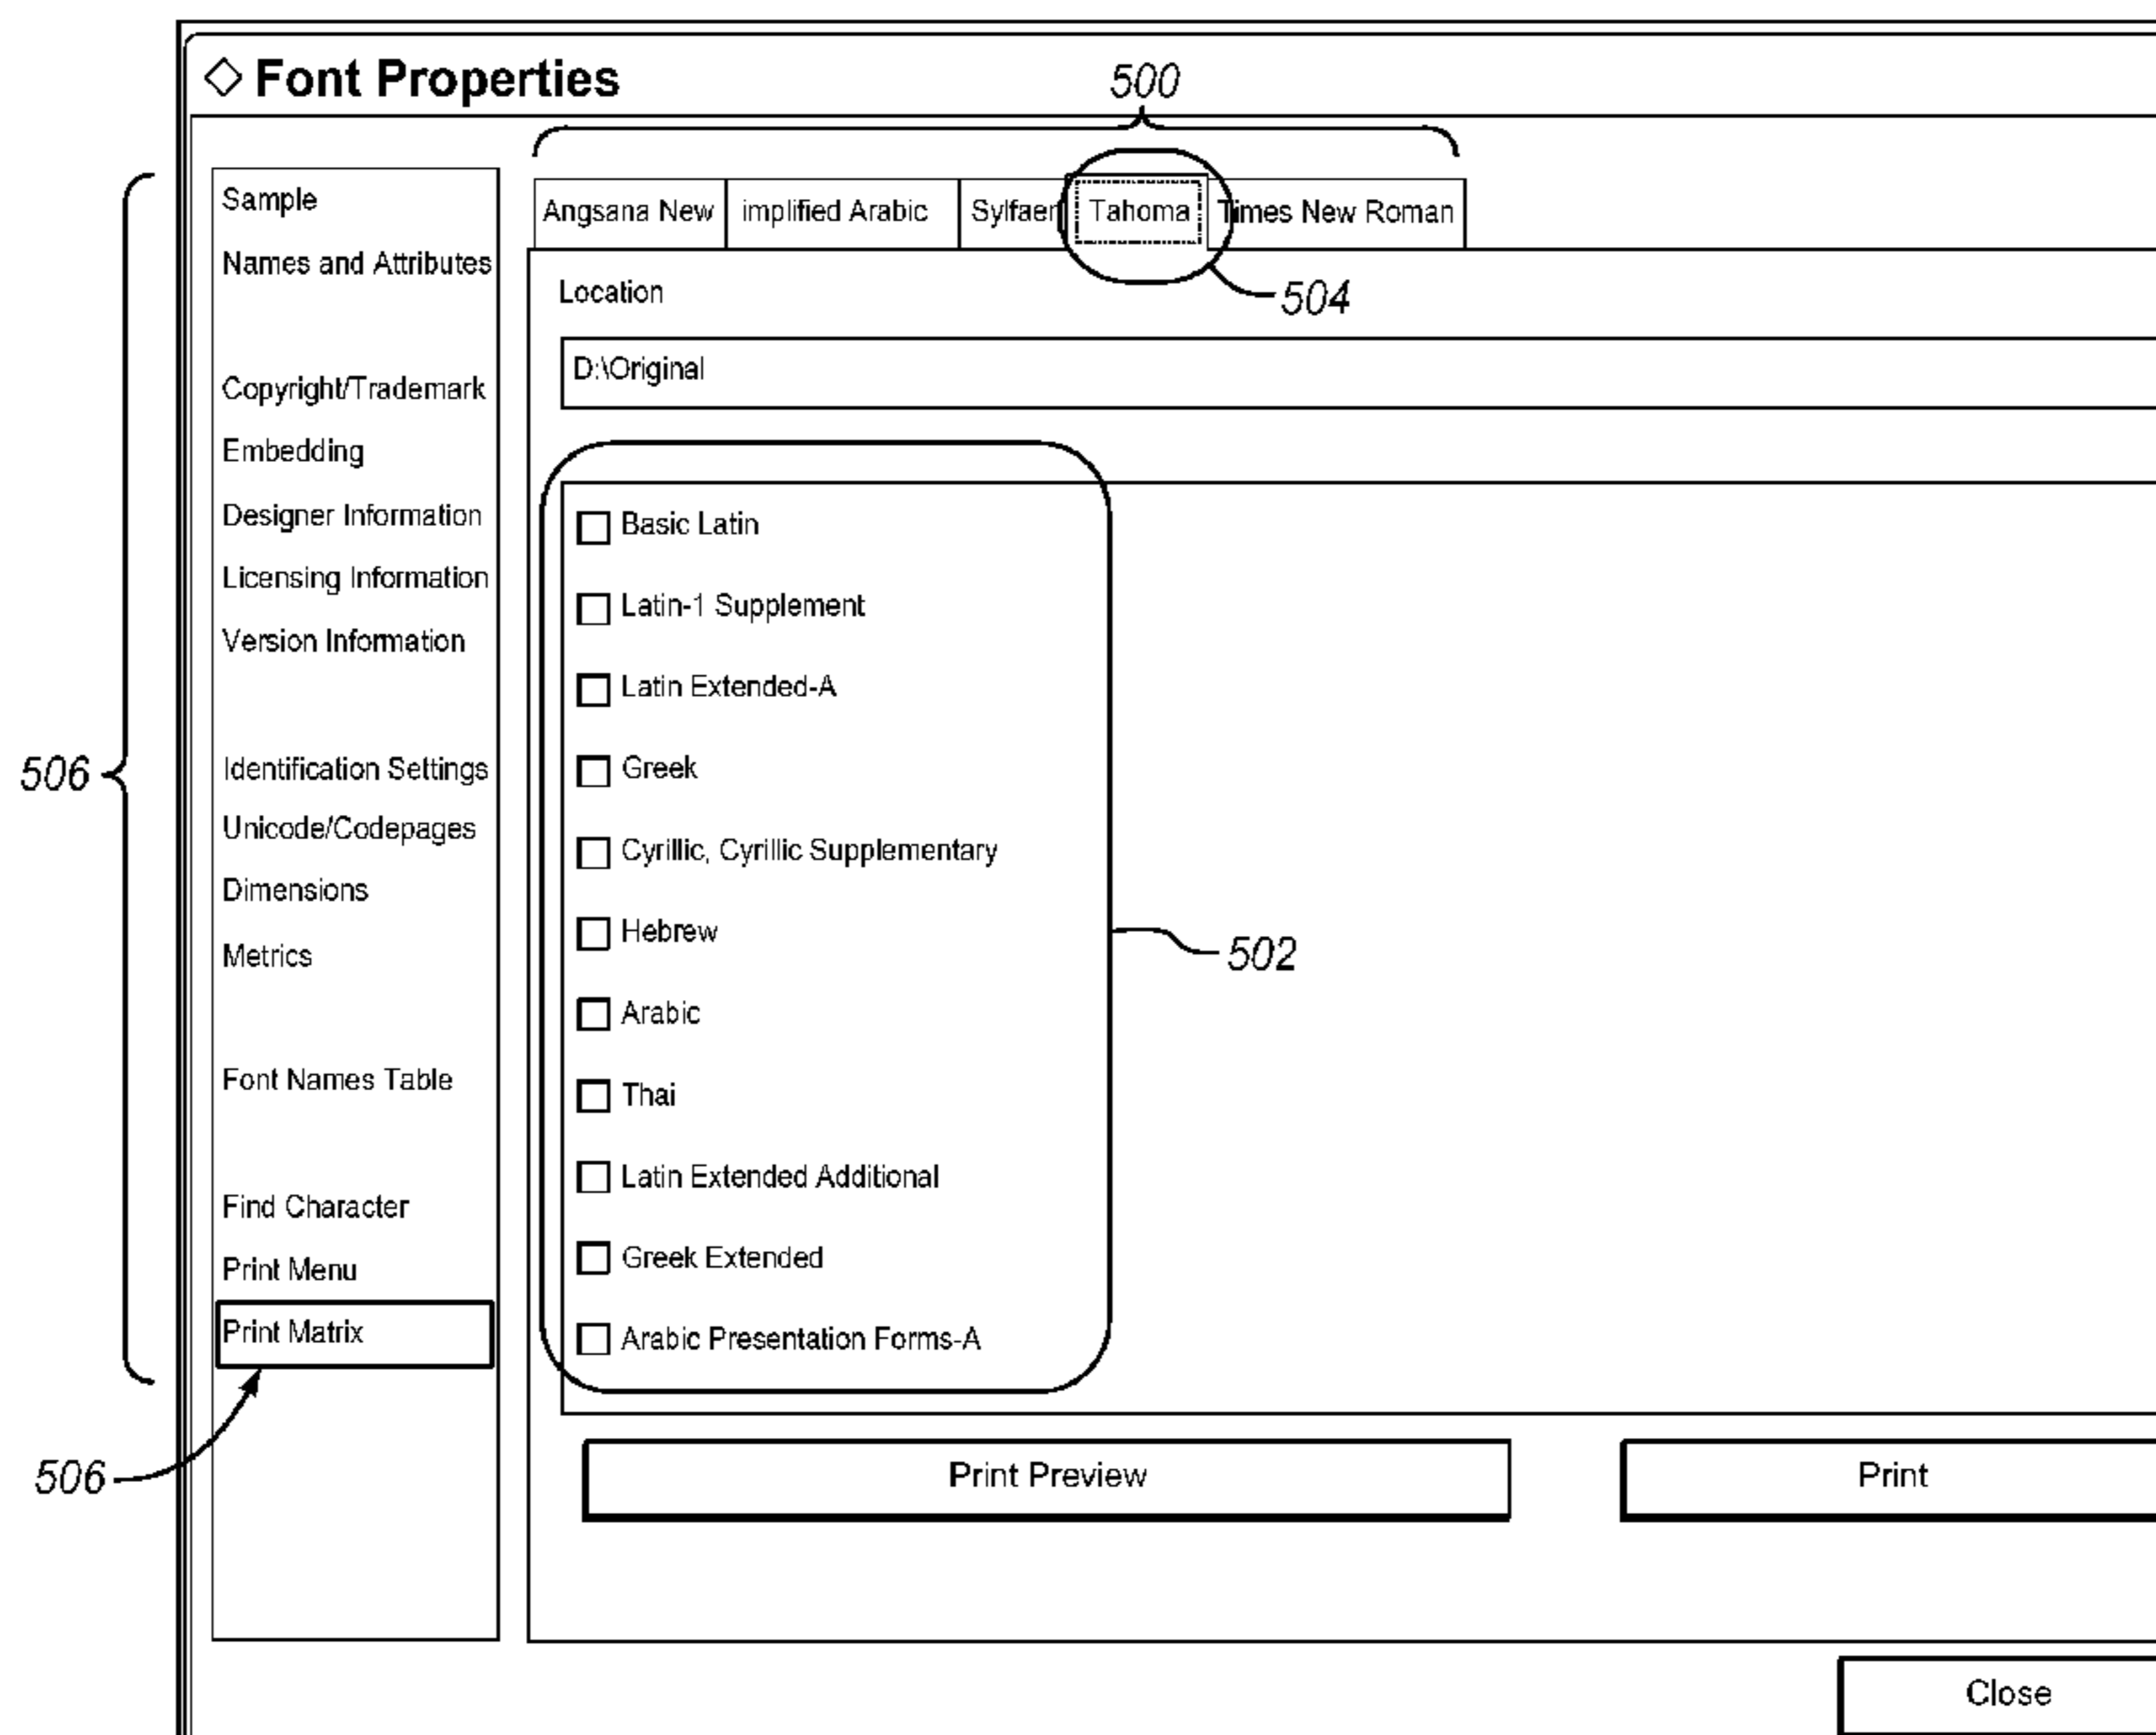 ◇ Font Properties
500
Angsana New implified Arabic Sylfaen Tahoma Times New Roman
504
506
Sample
Names and Attributes
Copyright/Trademark
Embedding
Designer Information
Licensing Information
Version Information
Identification Settings
Unicode/Codepages
Dimensions
Metrics
Font Names Table
Find Character
Print Menu
Print Matrix
506
Location
D:\Original
Basic Latin
Latin-1 Supplement
Latin Extended-A
Greek
Cyrillic, Cyrillic Supplementary
Hebrew
Arabic
Thai
Latin Extended Additional
Greek Extended
Arabic Presentation Forms-A
502
Print Preview Print
Close